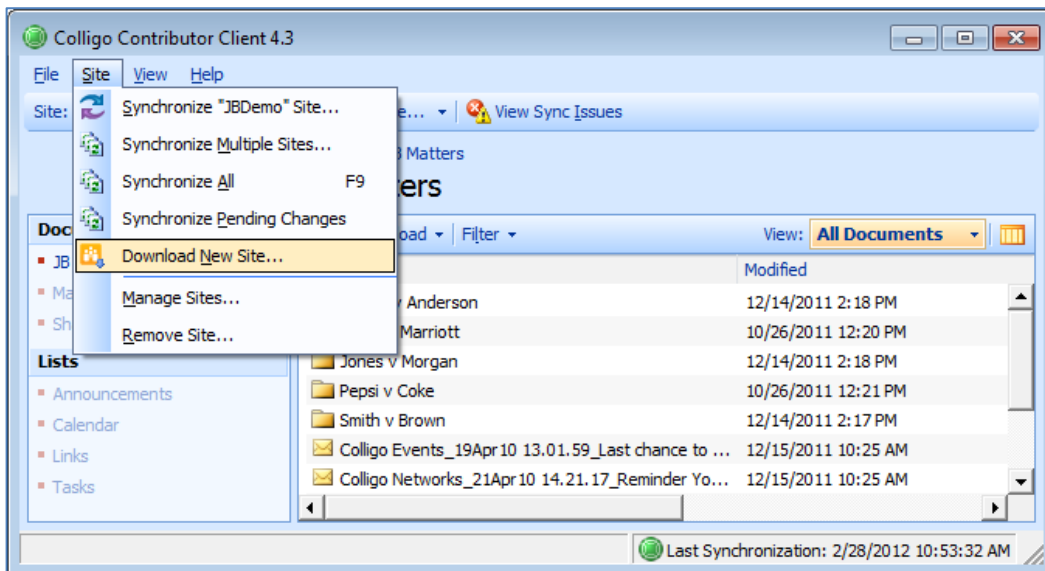 Colligo Contributor Client 4.3
File Site View Help
Site: e... View Sync Issues
Synchronize "JBDemo" Site...
Synchronize Multiple Sites...
Synchronize All F9
Synchronize Pending Changes
Download New Site...
Manage Sites...
Remove Site...
Matters
ers
Doc oad Filter View: All Documents
JB
Ma
Sh
Modified
v Anderson 12/14/2011 2:18 PM
Marriott 10/26/2011 12:20 PM
Lists
Jones v Morgan 12/14/2011 2:18 PM
Announcements
Pepsi v Coke 10/26/2011 12:21 PM
Calendar
Smith v Brown 12/14/2011 2:17 PM
Links
Colligo Events_19Apr10 13.01.59_Last chance to ... 12/15/2011 10:25 AM
Tasks
Colligo Networks_21Apr10 14.21.17_Reminder Yo... 12/15/2011 10:25 AM
Last Synchronization: 2/28/2012 10:53:32 AM